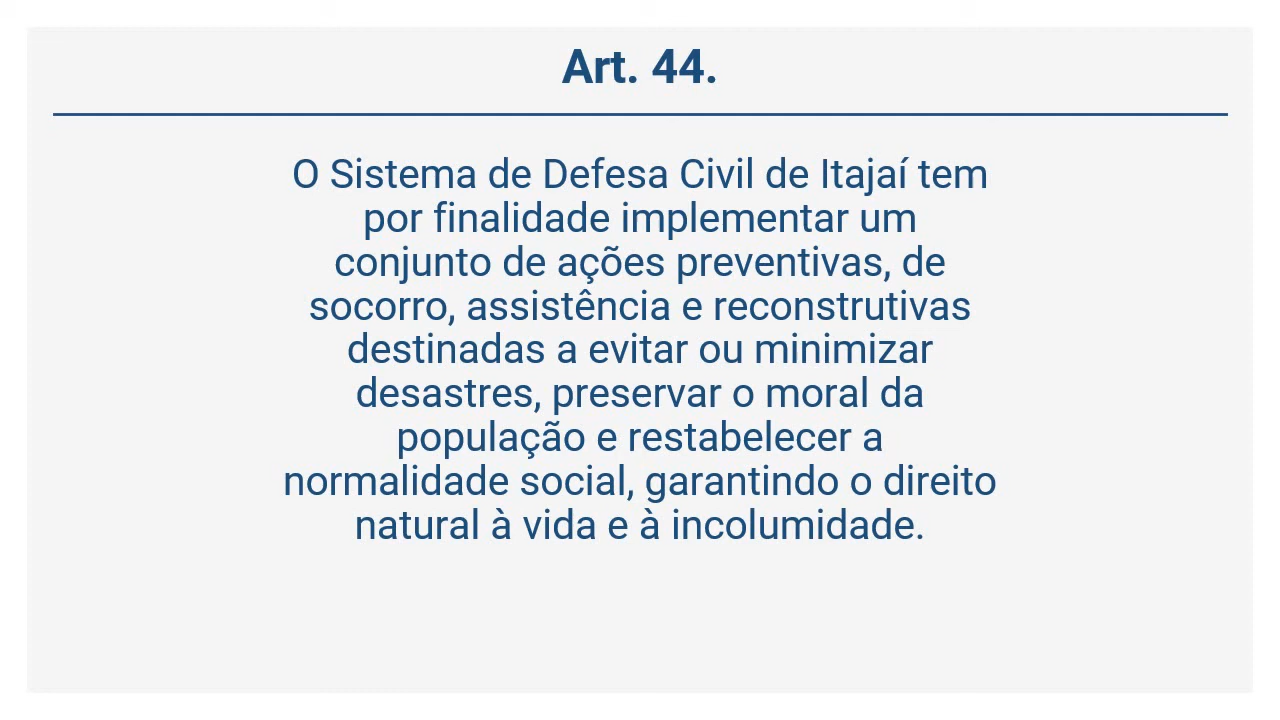 Art. 44.
O Sistema de Defesa Civil de Itajaí tem
por finalidade implementar um
conjunto de ações preventivas, de
socorro, assistência e reconstrutivas
destinadas a evitar ou minimizar
desastres, preservar o moral da
população e restabelecer a
normalidade social, garantindo o direito
natural à vida e à incolumidade.